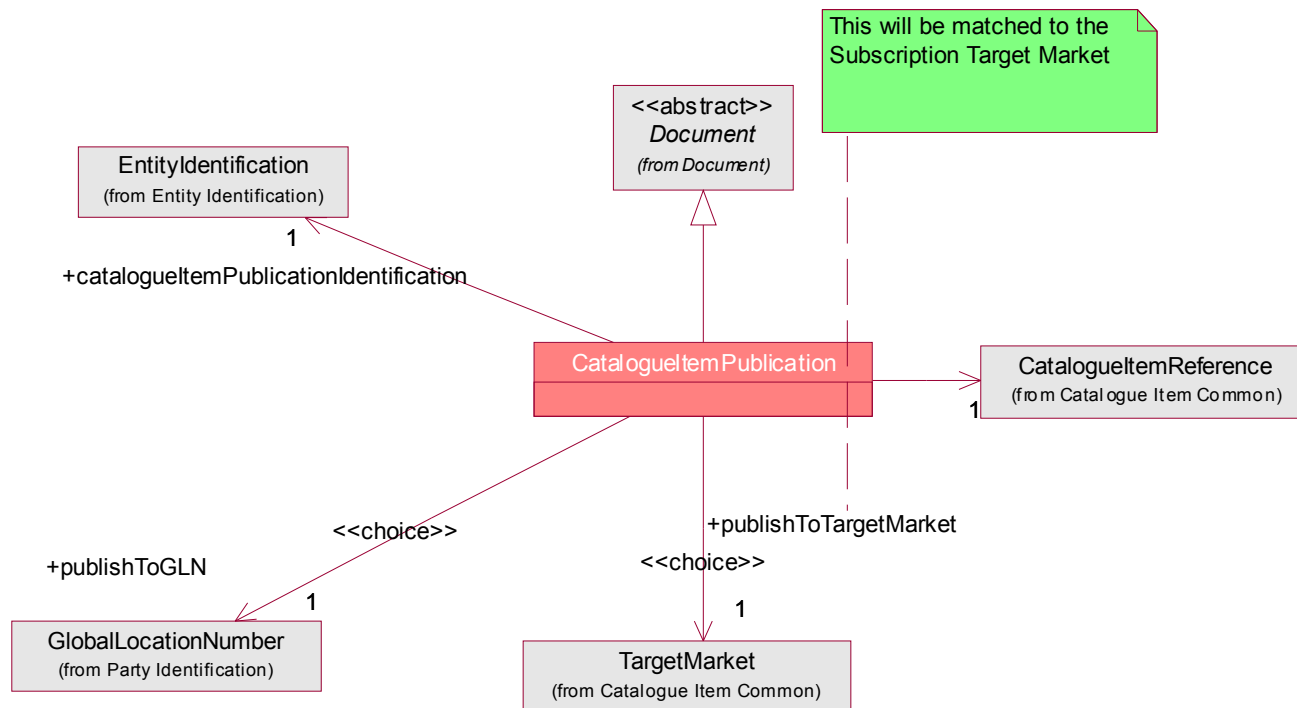 This will be matched to the
Subscription Target Market
<<abstract>>
Document
(from Document)
EntityIdentification
(from Entity Identification)
1
+catalogueItemPublicationIdentification
CatalogueItemPublication
CatalogueItemReference
(from Catalogue Item Common)
1
<<choice>>
+publishToTargetMarket
+publishToGLN
<<choice>>
1
1
GlobalLocationNumber
(from Party Identification)
TargetMarket
(from Catalogue Item Common)